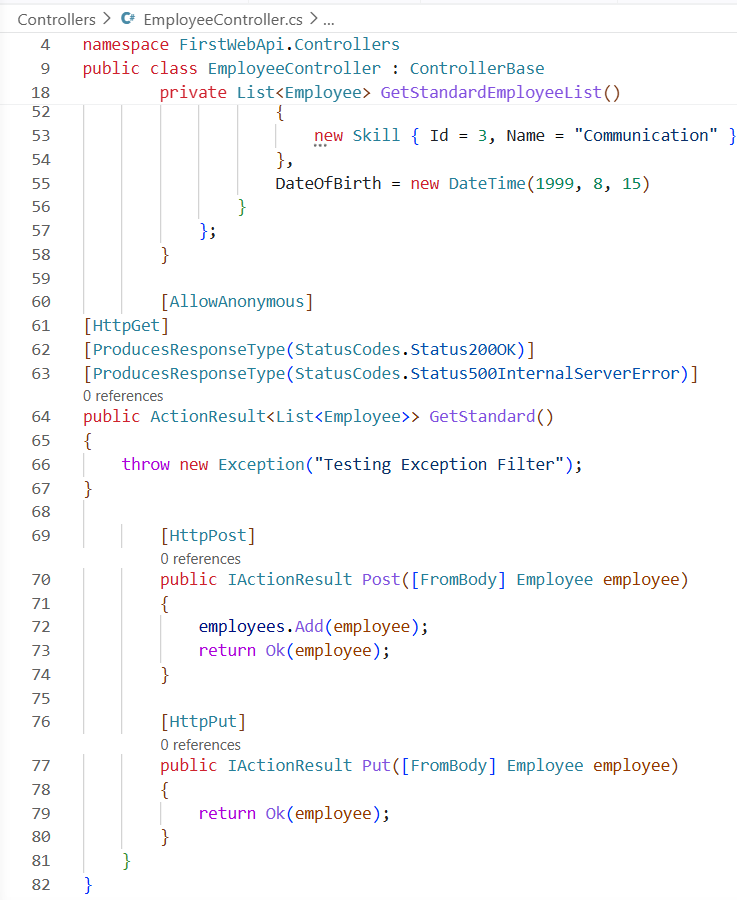 Controllers > C# EmployeeController.cs > ...
4 namespace FirstWebApi.Controllers
9 public class EmployeeController : ControllerBase
18 private List<Employee> GetStandardEmployeeList()
52 {
53 new Skill { Id = 3, Name = "Communication" }
54 },
55 DateOfBirth = new DateTime(1999, 8, 15)
56 }
57 };
58 }
59
60 [AllowAnonymous]
61 [HttpGet]
62 [ProducesResponseType(StatusCodes.Status200OK)]
63 [ProducesResponseType(StatusCodes.Status500InternalServerError)]
0 references
64 public ActionResult<List<Employee>> GetStandard()
65 {
66 throw new Exception("Testing Exception Filter");
67 }
68
69 [HttpPost]
0 references
70 public IActionResult Post([FromBody] Employee employee)
71 {
72 employees.Add(employee);
73 return Ok(employee);
74 }
75
76 [HttpPut]
0 references
77 public IActionResult Put([FromBody] Employee employee)
78 {
79 return Ok(employee);
80 }
81 }
82 }